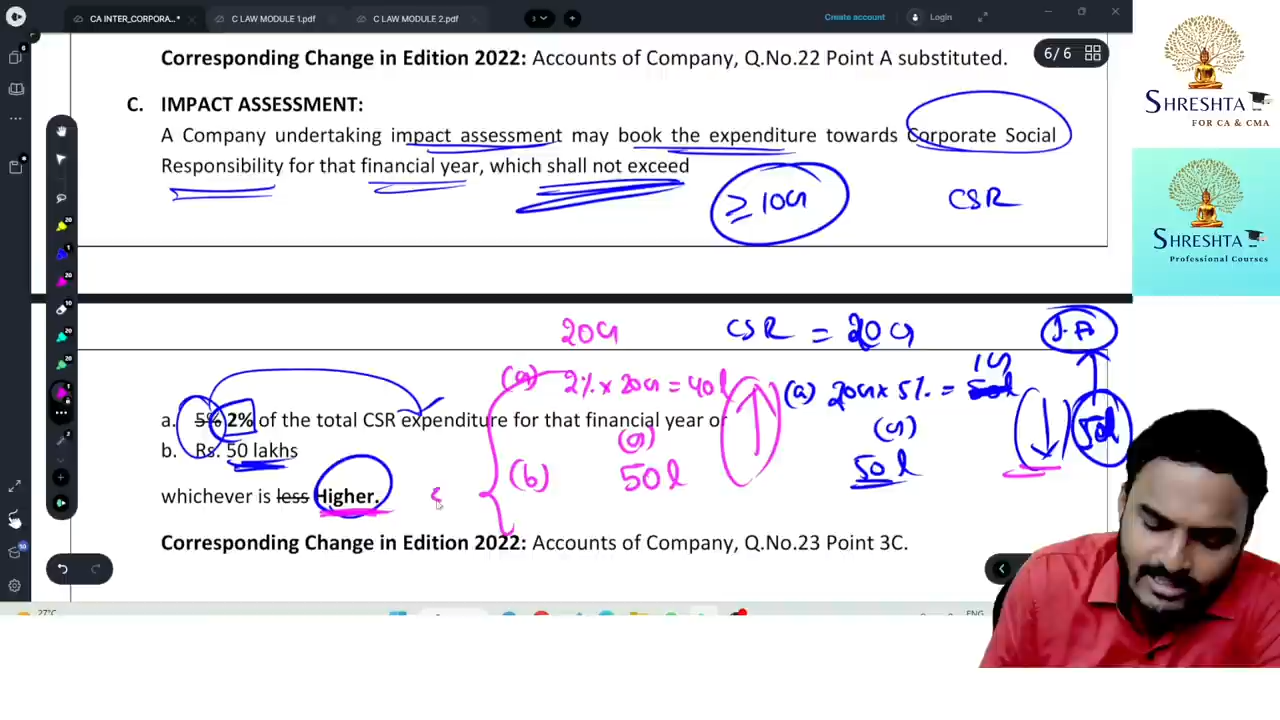 CA INTER_CORPORA...* C LAW MODULE 1.pdf C LAW MODULE 2.pdf 3 Create account Login
Corresponding Change in Edition 2022: Accounts of Company, Q.No.22 Point A substituted.
6 / 6
C. IMPACT ASSESSMENT:
A Company undertaking impact assessment may book the expenditure towards Corporate Social
Responsibility for that financial year, which shall not exceed
≥ 10Cr CSR
20Cr CSR = 20Cr I.A
(a) 2% x 20Cr = 40l (a) 20Cr x 5% = 1Cr
a. 5% 2% of the total CSR expenditure for that financial year or
(or) (or)
b. Rs. 50 lakhs
(b) 50l 50l 50l
whichever is less Higher.
Corresponding Change in Edition 2022: Accounts of Company, Q.No.23 Point 3C.
27°C ENG
SHRESHTA
FOR CA & CMA
SHRESHTA
Professional Courses